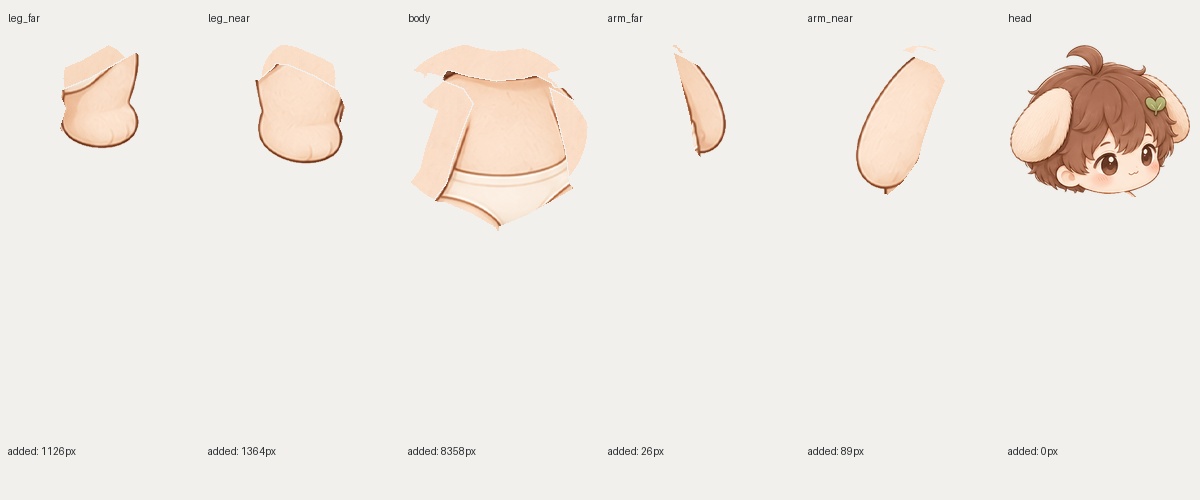 leg_far
leg_near
body
arm_far
arm_near
head
added: 1126px
added: 1364px
added: 8358px
added: 26px
added: 89px
added: 0px